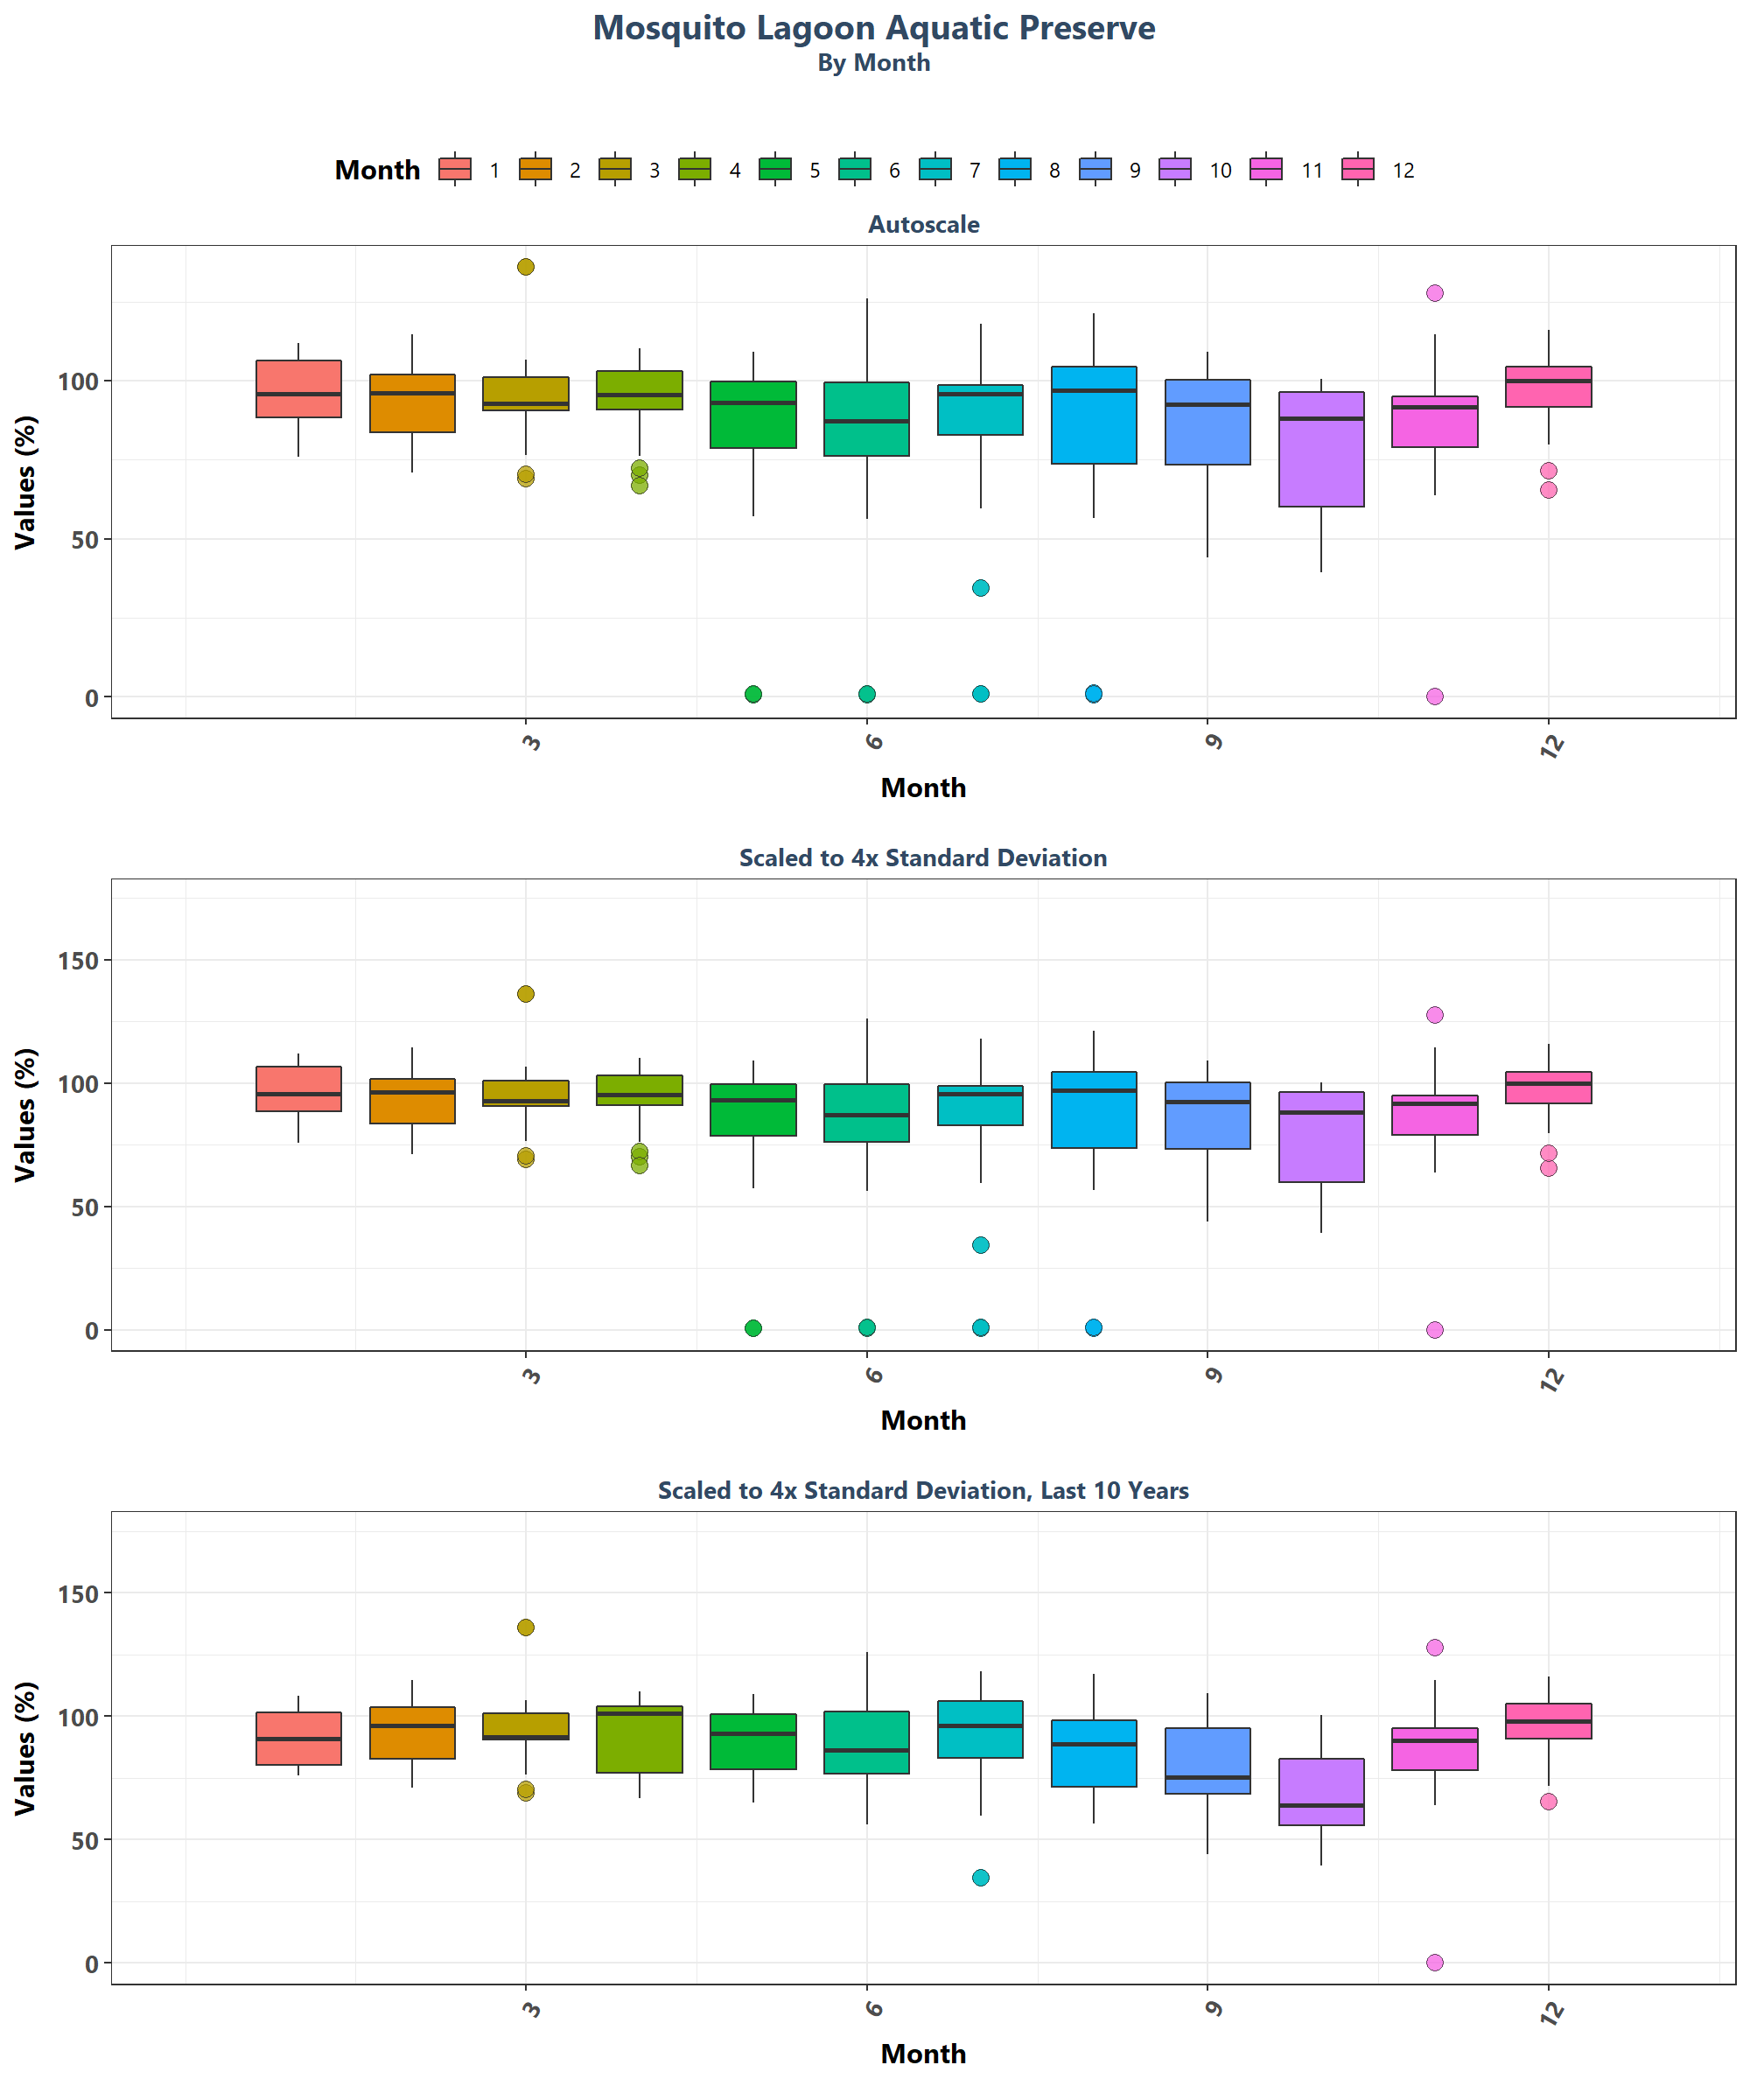 Mosquito Lagoon Aquatic Preserve
By Month
Month 1 2 3 4 5 6 7 8 9 10 11 12
Autoscale
Values (%)
100
50
0
3 6 9 12
Month
Scaled to 4x Standard Deviation
Values (%)
150
100
50
0
3 6 9 12
Month
Scaled to 4x Standard Deviation, Last 10 Years
Values (%)
150
100
50
0
3 6 9 12
Month